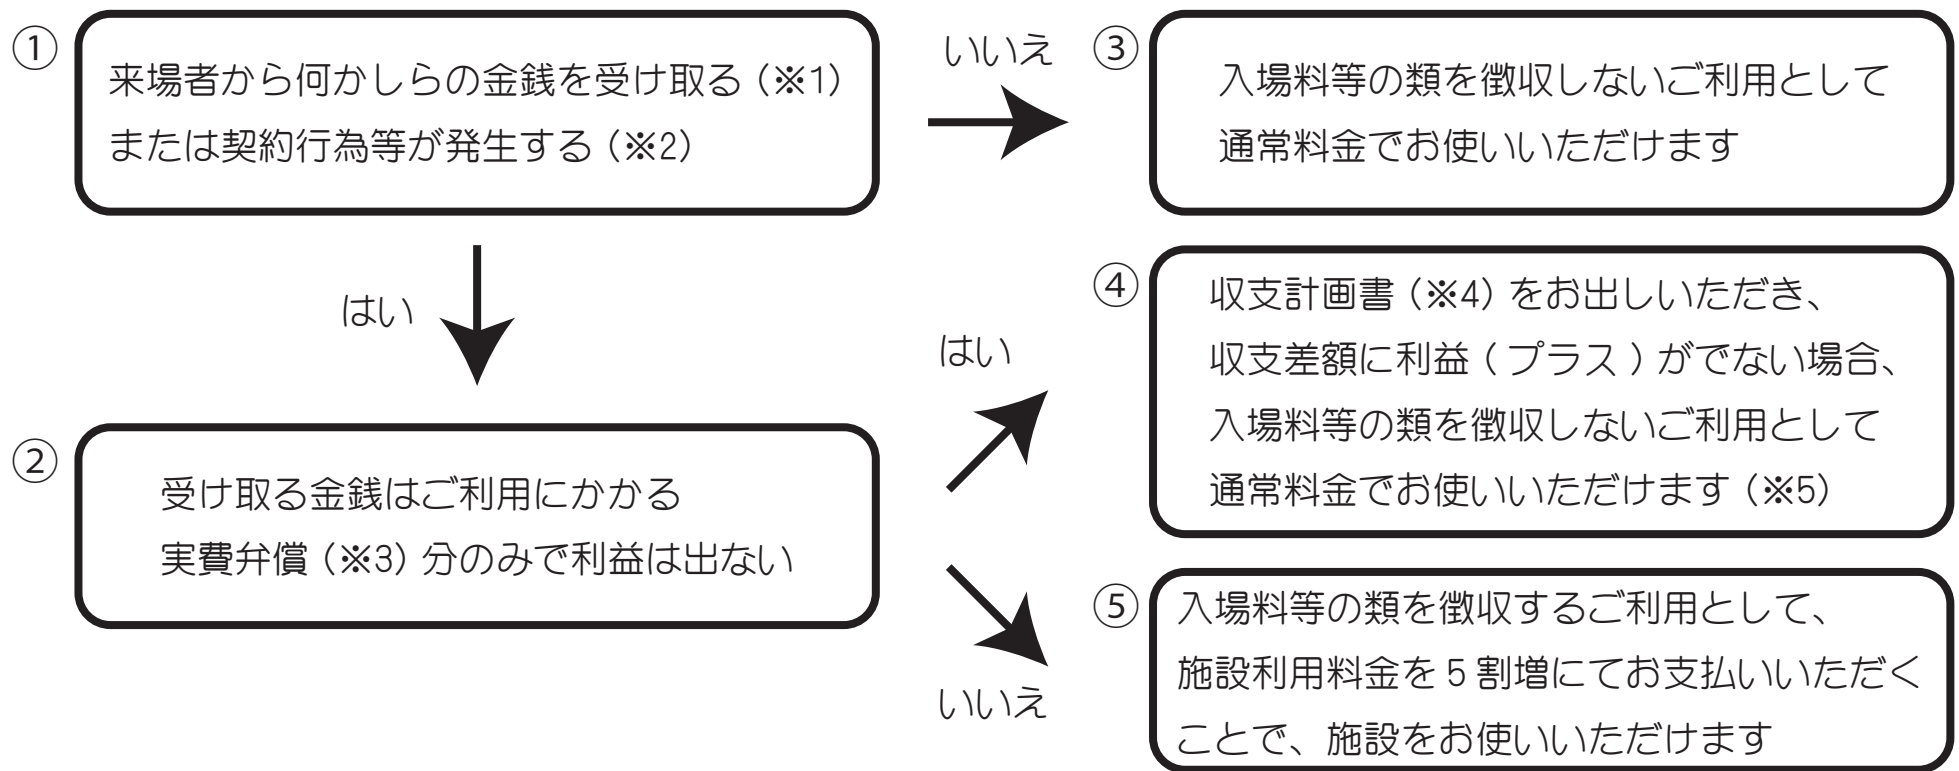 ①
来場者から何かしらの金銭を受け取る(※1)
または契約行為等が発生する(※2)
いいえ
③
入場料等の類を徴収しないご利用として
通常料金でお使いいただけます
はい
②
受け取る金銭はご利用にかかる
実費弁償(※3)分のみで利益は出ない
はい
④
収支計画書(※4)をお出しいただき、
収支差額に利益(プラス)がでない場合、
入場料等の類を徴収しないご利用として
通常料金でお使いいただけます(※5)
いいえ
⑤
入場料等の類を徴収するご利用として、
施設利用料金を5割増にてお支払いいただく
ことで、施設をお使いいただけます